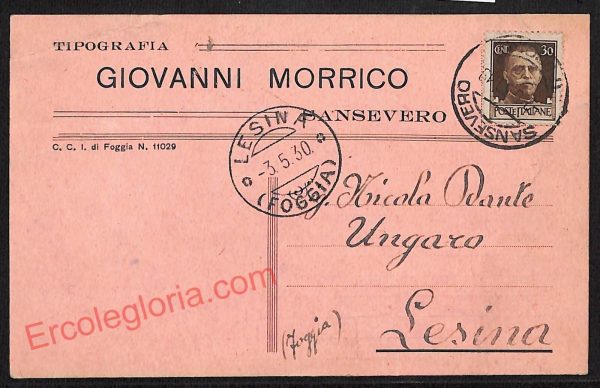 TIPOGRAFIA
GIOVANNI MORRICO
SANSEVERO
C. C. I. di Foggia N. 11029
CENT. 30
POSTE ITALIANE
SANSEVERO
LESINA
-3.5.30.
(FOGGIA)
Nicola Dante
Ungaro
Lesina
(Foggia)
Ercolegloria.com